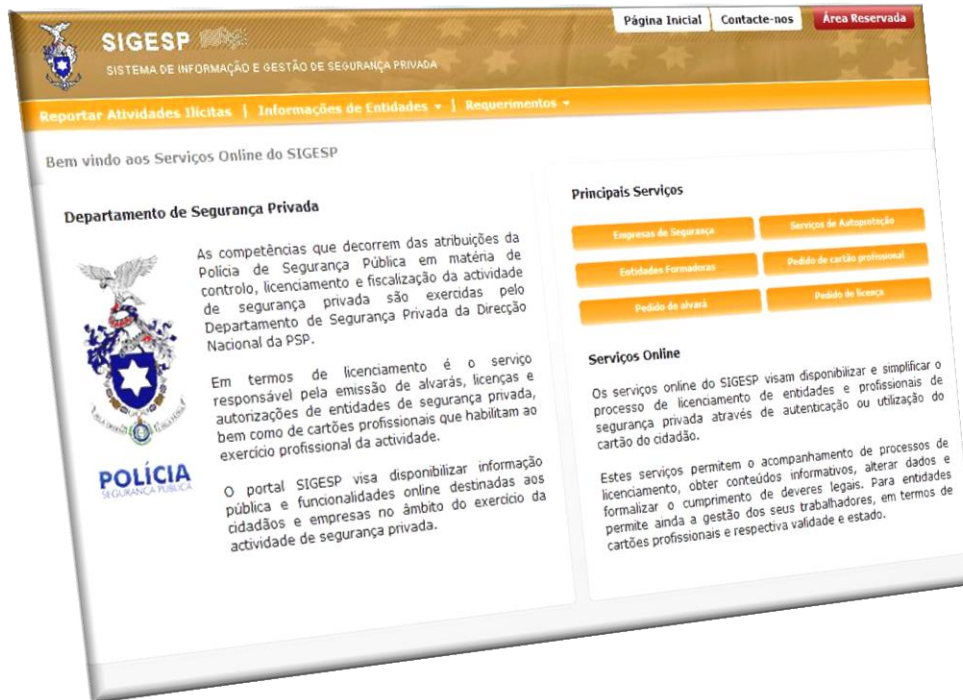 SIGESP
SISTEMA DE INFORMAÇÃO E GESTÃO DE SEGURANÇA PRIVADA
Página Inicial
Contacte-nos
Área Reservada
Reportar Atividades Ilícitas | Informações de Entidades | Requerimentos
Bem vindo aos Serviços Online do SIGESP
Departamento de Segurança Privada
As competências que decorrem das atribuições da
Polícia de Segurança Pública em matéria de
controlo, licenciamento e fiscalização da actividade
de segurança privada são exercidas pelo
Departamento de Segurança Privada da Direcção
Nacional da PSP.
Em termos de licenciamento é o serviço
responsável pela emissão de alvarás, licenças e
autorizações de entidades de segurança privada,
bem como de cartões profissionais que habilitam ao
exercício profissional da actividade.
O portal SIGESP visa disponibilizar informação
pública e funcionalidades online destinadas aos
cidadãos e empresas no âmbito do exercício da
actividade de segurança privada.
POLÍCIA
SEGURANÇA PÚBLICA
Principais Serviços
Empresas de Segurança
Serviços de Autoproteção
Entidades Formadoras
Pedido de cartão profissional
Pedido de alvará
Pedido de licença
Serviços Online
Os serviços online do SIGESP visam disponibilizar e simplificar o
processo de licenciamento de entidades e profissionais de
segurança privada através de autenticação ou utilização do
cartão do cidadão.
Estes serviços permitem o acompanhamento de processos de
licenciamento, obter conteúdos informativos, alterar dados e
formalizar o cumprimento de deveres legais. Para entidades
permite ainda a gestão dos seus trabalhadores, em termos de
cartões profissionais e respectiva validade e estado.